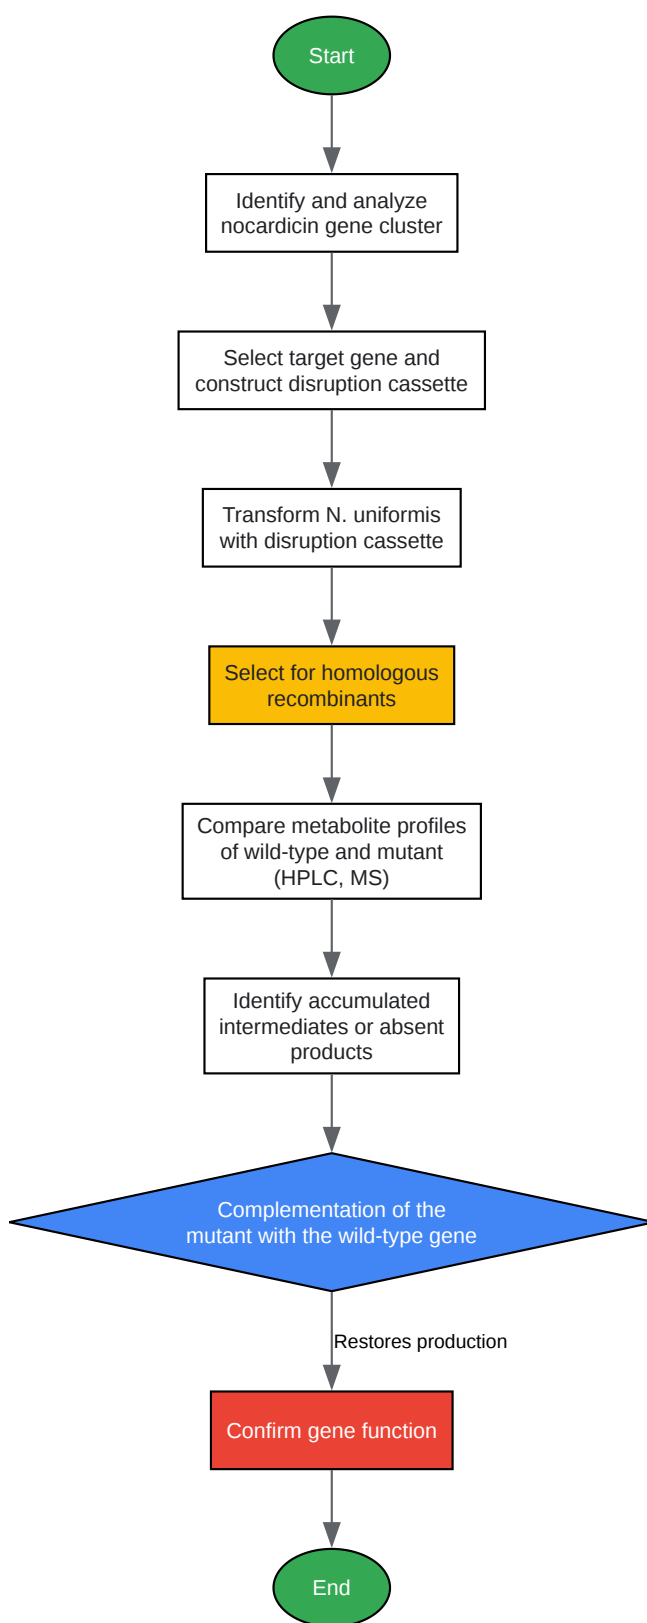 Start
Identify and analyze
nocardicin gene cluster
Select target gene and
construct disruption cassette
Transform N. uniformis
with disruption cassette
Select for homologous
recombinants
Compare metabolite profiles
of wild-type and mutant
(HPLC, MS)
Identify accumulated
intermediates or absent
products
Complementation of the
mutant with the wild-type gene
Restores production
Confirm gene function
End